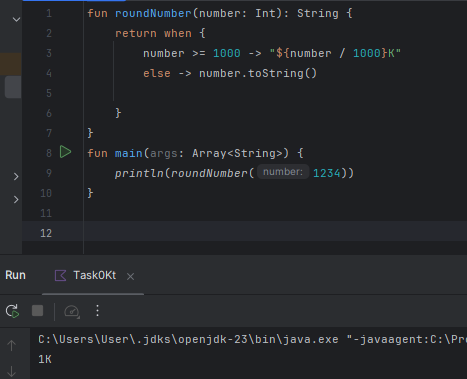 1 fun roundNumber(number: Int): String {
2 return when {
3 number >= 1000 -> "${number / 1000}K"
4 else -> number.toString()
5
6 }
7 }
8 fun main(args: Array<String>) {
9 println(roundNumber( number: 1234))
10 }
11
12
Run Task0Kt
C:\Users\User\.jdks\openjdk-23\bin\java.exe "-javaagent:C:\Pro
1K